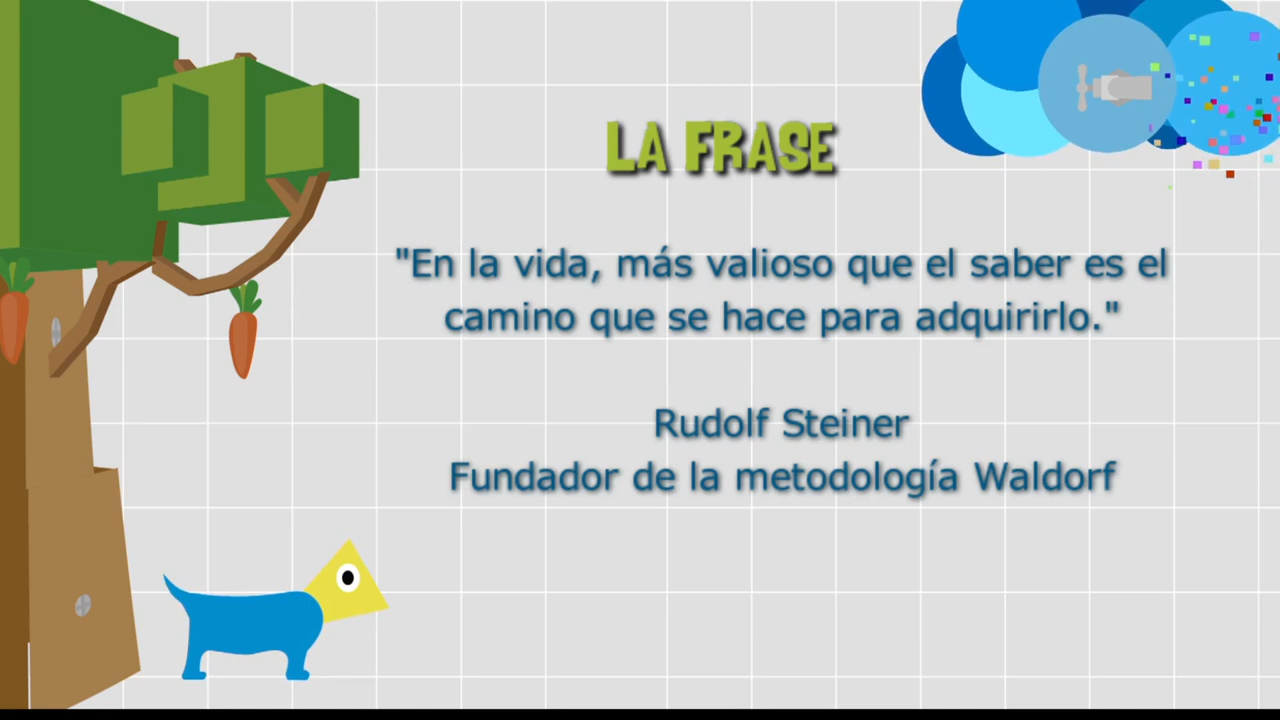 LA FRASE
"En la vida, más valioso que el saber es el
camino que se hace para adquirirlo."
Rudolf Steiner
Fundador de la metodología Waldorf